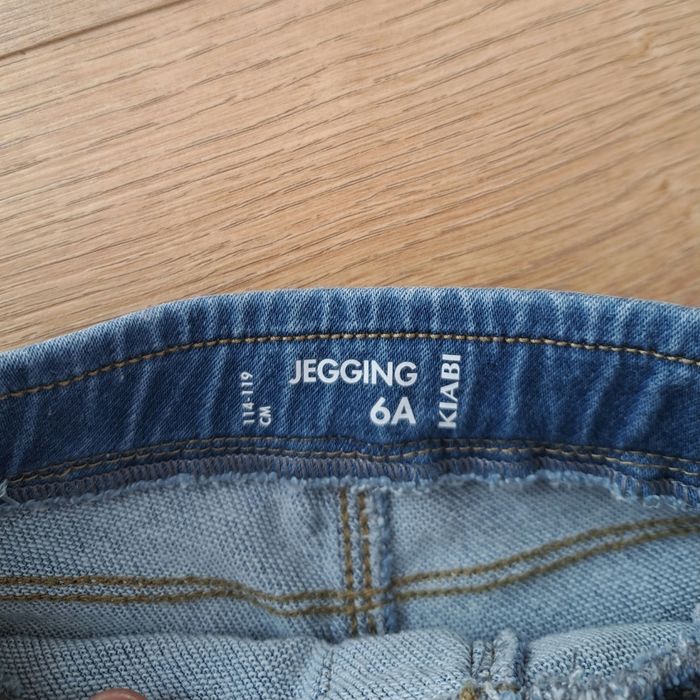 114-119
CM
JEGGING
6A
KIABI